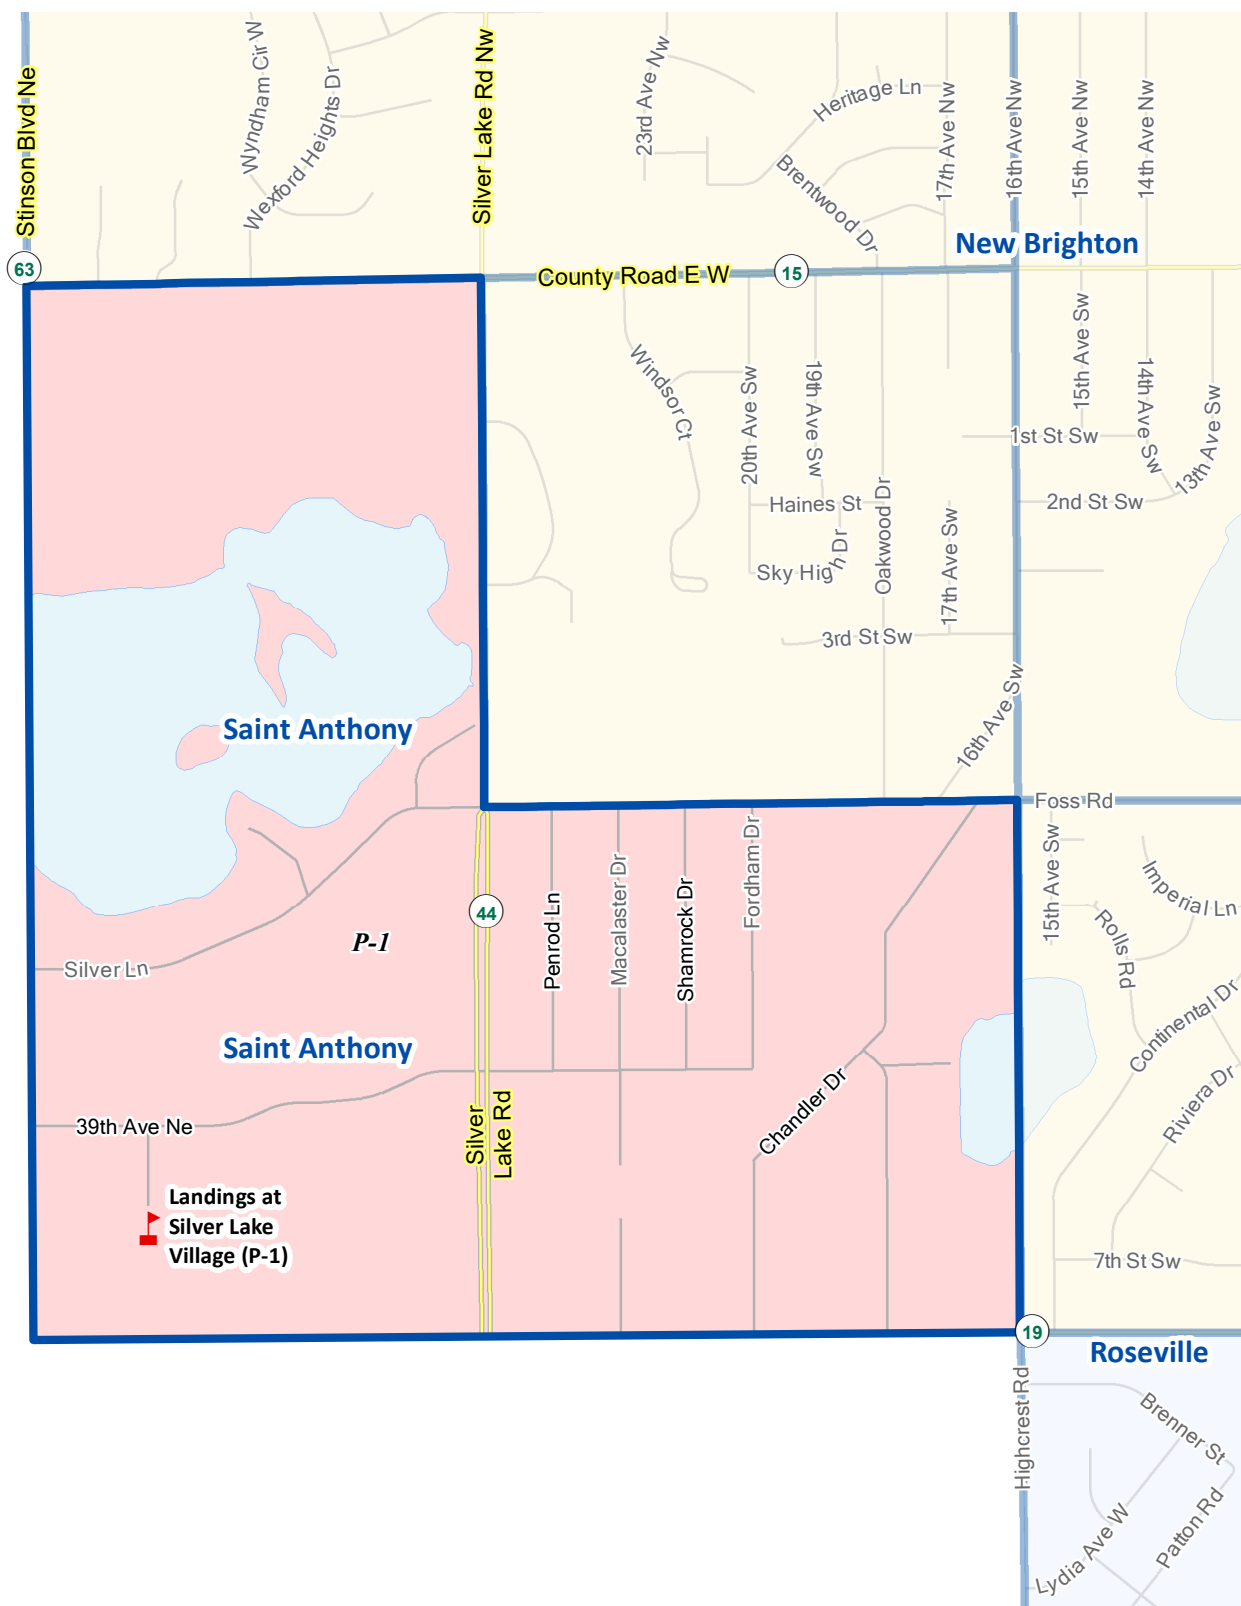 Stinson Blvd Ne
Wyndham Cir W
Wexford Heights Dr
Silver Lake Rd Nw
23rd Ave Nw
Heritage Ln
Brentwood Dr
17th Ave Nw
16th Ave Nw
15th Ave Nw
14th Ave Nw
New Brighton
63
County Road E W
15
Windsor Ct
20th Ave Sw
19th Ave Sw
Haines St
Sky High Dr
Oakwood Dr
17th Ave Sw
3rd St Sw
15th Ave Sw
14th Ave Sw
13th Ave Sw
1st St Sw
2nd St Sw
16th Ave Sw
Saint Anthony
Foss Rd
15th Ave Sw
Imperial Ln
Rolls Rd
Continental Dr
Riviera Dr
7th St Sw
44
Penrod Ln
Macalaster Dr
Shamrock Dr
Fordham Dr
P-1
Silver Ln
Saint Anthony
39th Ave Ne
Silver
Lake Rd
Chandler Dr
Landings at
Silver Lake
Village (P-1)
19
Roseville
Highcrest Rd
Brenner St
Patton Rd
Lydia Ave W